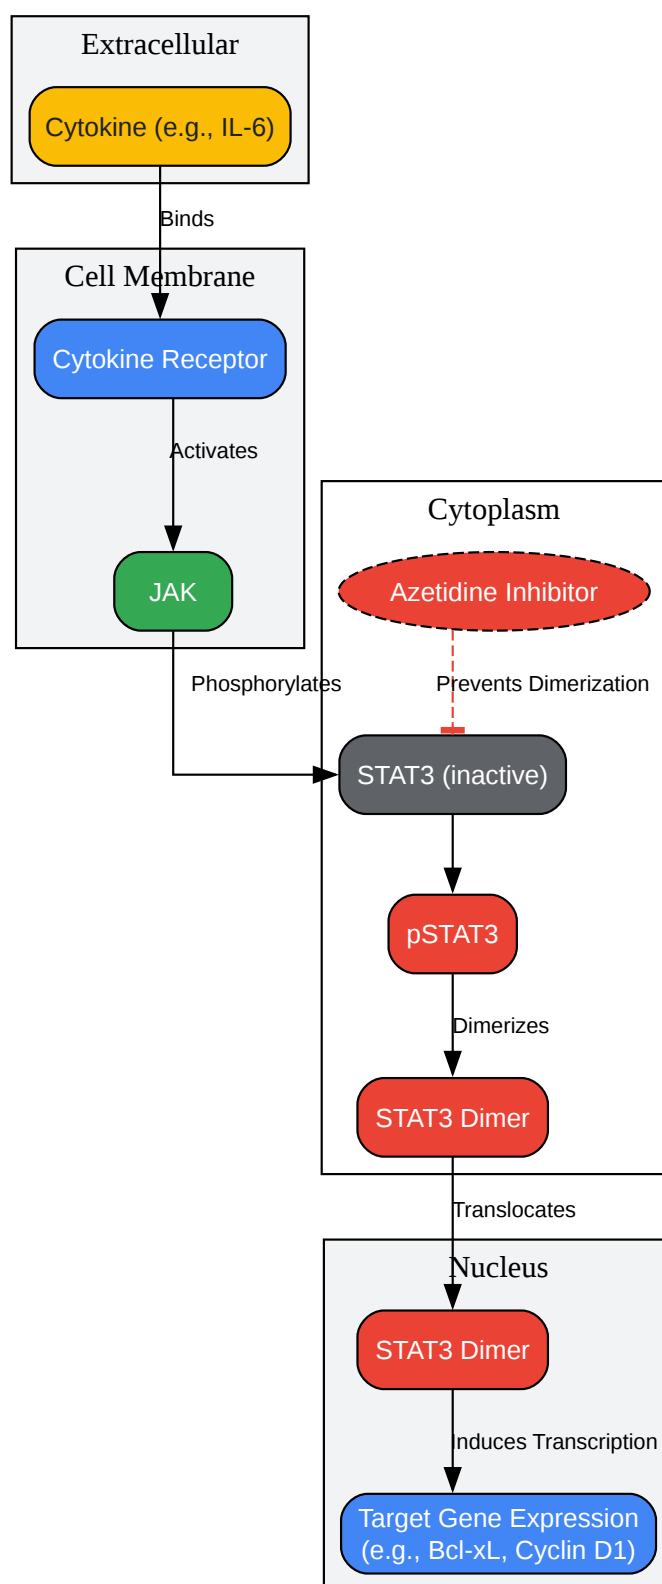 Extracellular
Cytokine (e.g., IL-6)
Binds
Cell Membrane
Cytokine Receptor
Activates
JAK
Phosphorylates
Cytoplasm
Azetidine Inhibitor
Prevents Dimerization
STAT3 (inactive)
pSTAT3
Dimerizes
STAT3 Dimer
Translocates
Nucleus
STAT3 Dimer
Induces Transcription
Target Gene Expression
(e.g., Bcl-xL, Cyclin D1)